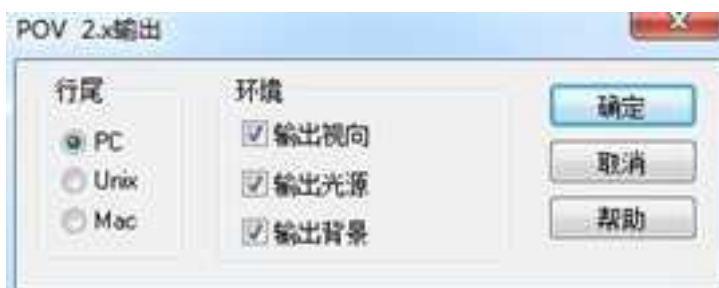 POV 2.x输出
行尾
PC
Unix
Mac
环境
输出视向
输出光源
输出背景
确定
取消
帮助